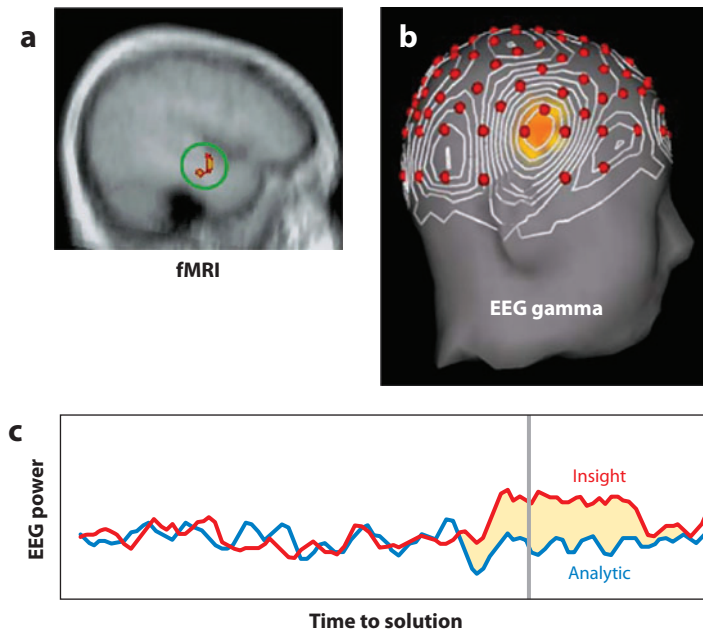 a
fMRI
b
EEG gamma
c
EEG power
Insight
Analytic
Time to solution